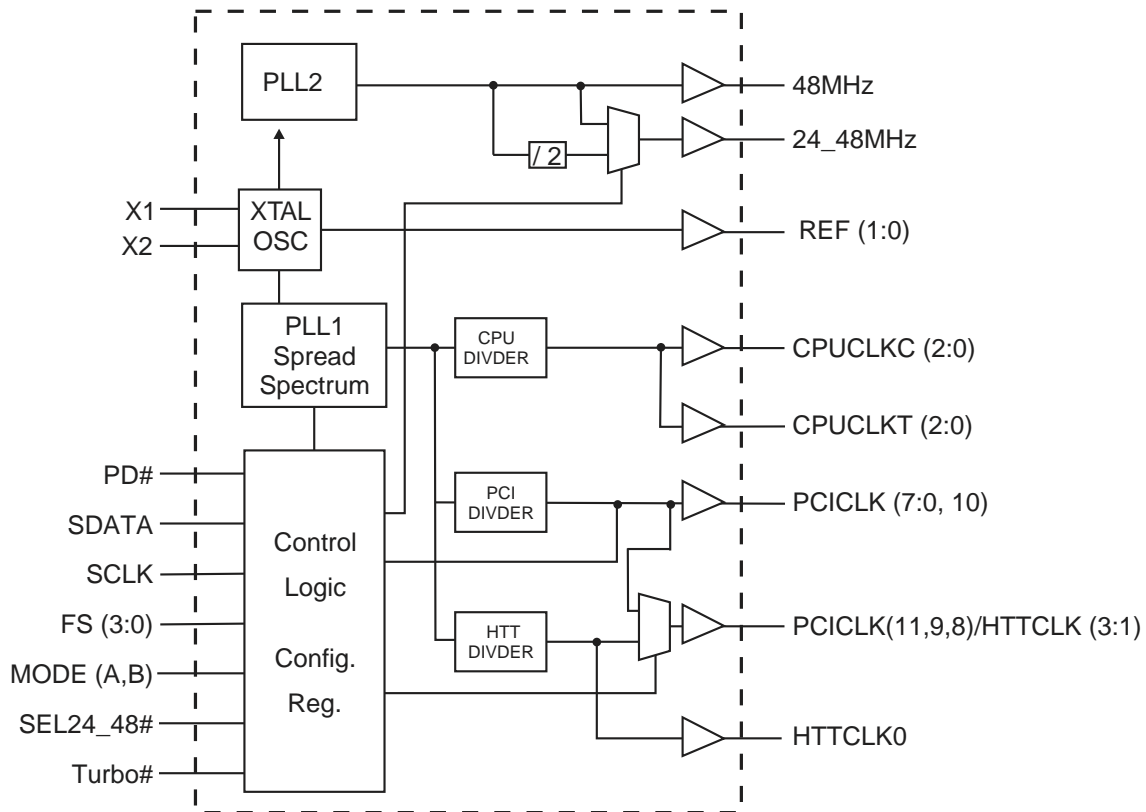 PLL2
48MHz
24_48MHz
/ 2
X1
X2
XTAL
OSC
REF (1:0)
PLL1
Spread
Spectrum
CPU
DIVDER
CPUCLKC (2:0)
CPUCLKT (2:0)
PD#
SDATA
SCLK
FS (3:0)
MODE (A,B)
SEL24_48#
Turbo#
Control
Logic
Config.
Reg.
PCI
DIVDER
PCICLK (7:0, 10)
HTT
DIVDER
PCICLK(11,9,8)/HTTCLK (3:1)
HTTCLK0